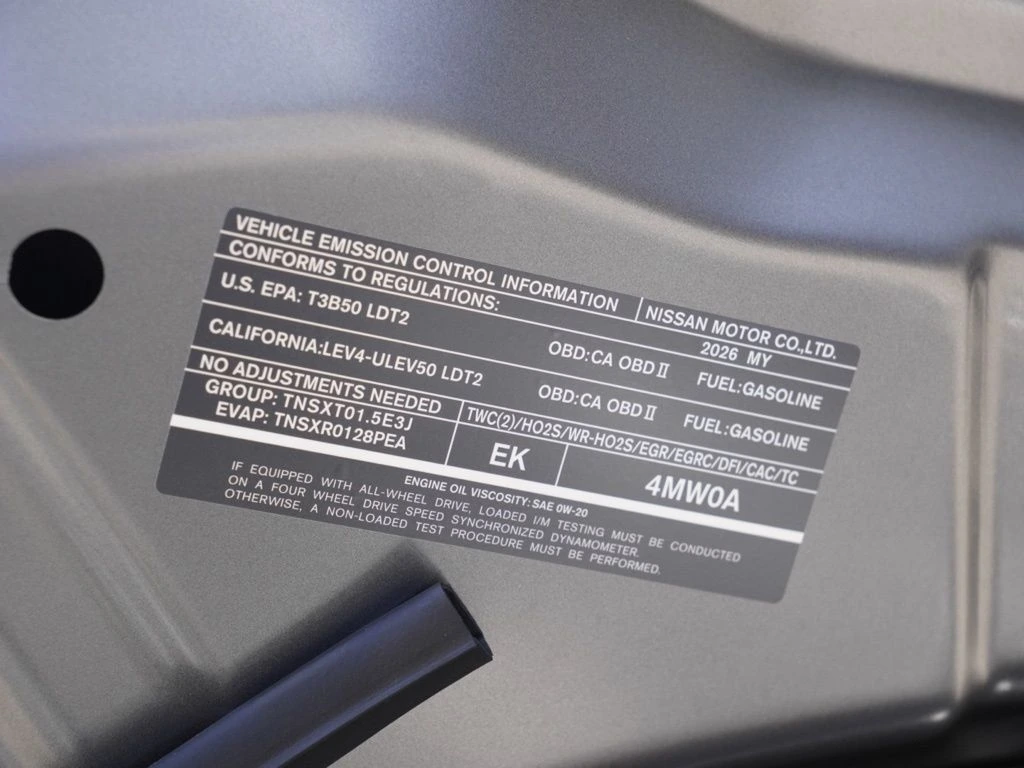 VEHICLE EMISSION CONTROL INFORMATION
NISSAN MOTOR CO.,LTD.
CONFORMS TO REGULATIONS:
2026 MY
U.S. EPA: T3B50 LDT2
OBD:CA OBD II
FUEL:GASOLINE
CALIFORNIA:LEV4-ULEV50 LDT2
OBD:CA OBD II
FUEL:GASOLINE
NO ADJUSTMENTS NEEDED
TWC(2)/HO2S/WR-HO2S/EGR/EGRC/DFI/CAC/TC
GROUP: TNSXT01.5E3J
EVAP: TNSXR0128PEA
EK
4MW0A
ENGINE OIL VISCOSITY: SAE 0W-20
IF EQUIPPED WITH ALL-WHEEL DRIVE, LOADED I/M TESTING MUST BE CONDUCTED
ON A FOUR WHEEL DRIVE SPEED SYNCHRONIZED DYNAMOMETER.
OTHERWISE, A NON-LOADED TEST PROCEDURE MUST BE PERFORMED.